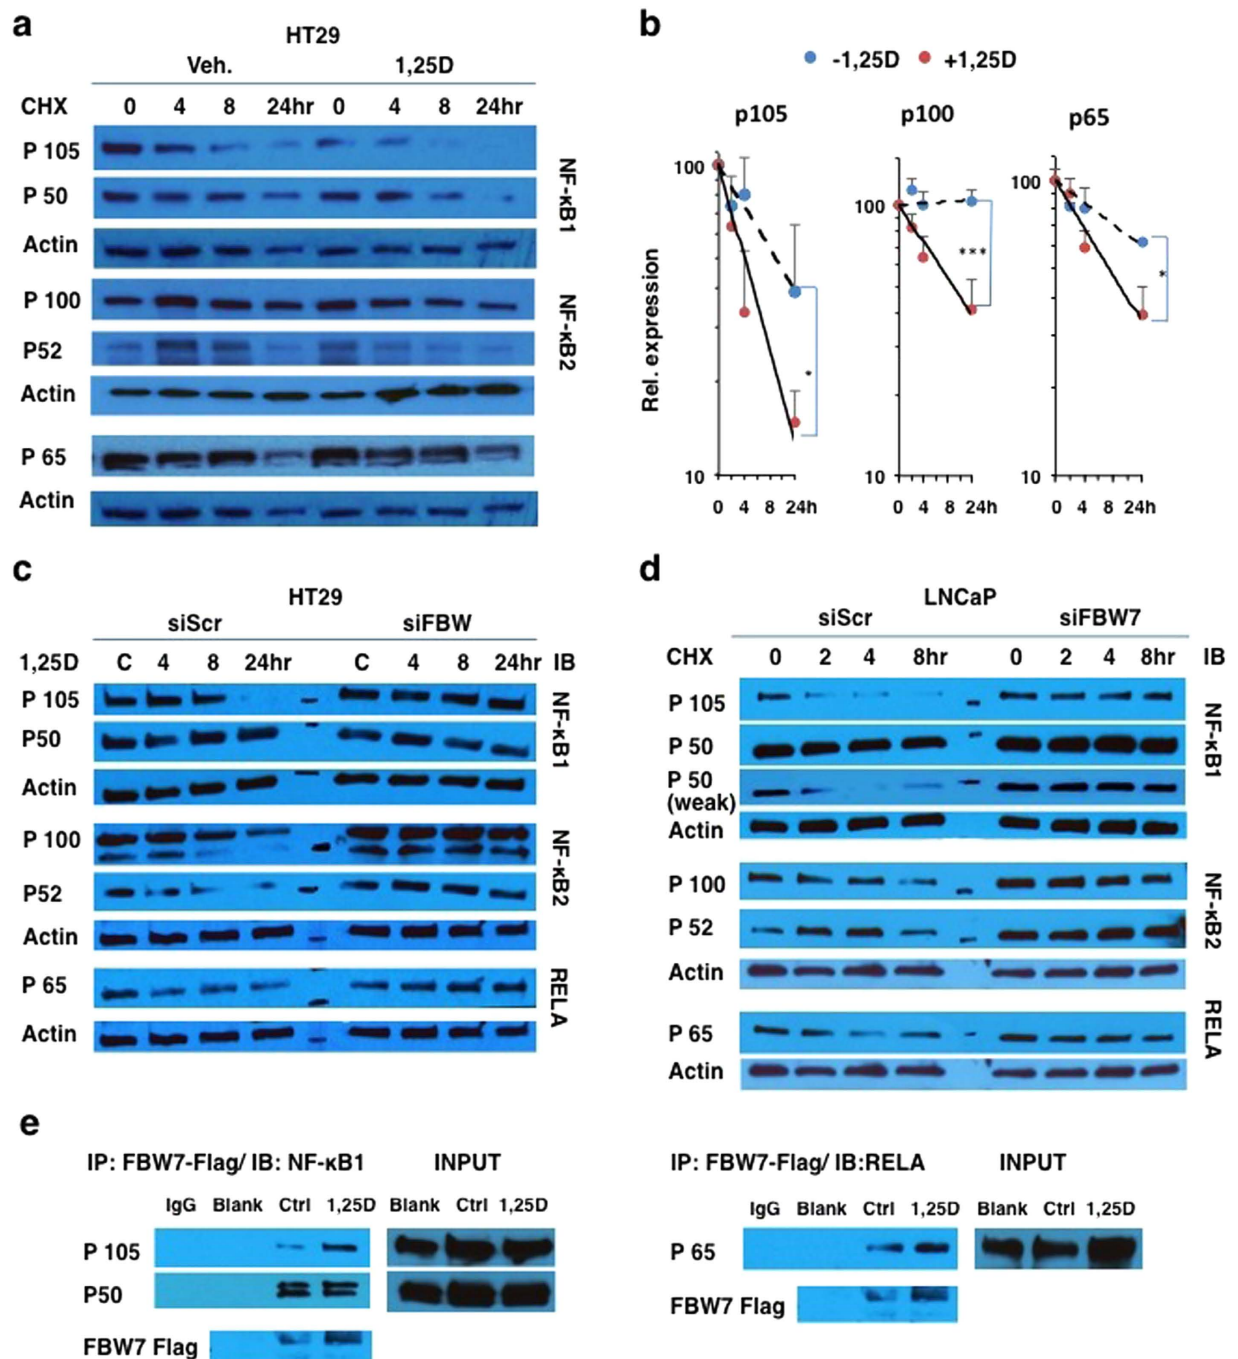 a
HT29
Veh. 1,25D
CHX 0 4 8 24hr 0 4 8 24hr
P 105
P 50
Actin
NF-κB1
P 100
P52
Actin
NF-κB2
P 65
Actin
b
-1,25D +1,25D
p105 p100 p65
Rel. expression
100 100 100
* *** *
10 10 10
0 4 8 24h 0 4 8 24h 0 4 8 24h
c
HT29
siScr siFBW
1,25D C 4 8 24hr C 4 8 24hr IB
P 105
P50
Actin
NF-κB1
P 100
P52
Actin
NF-κB2
P 65
Actin
RELA
d
LNCaP
siScr siFBW7
CHX 0 2 4 8hr 0 2 4 8hr IB
P 105
P 50
P 50
(weak)
Actin
NF-κB1
P 100
P 52
Actin
NF-κB2
P 65
Actin
RELA
e
IP: FBW7-Flag/ IB: NF-κB1 INPUT
IgG Blank Ctrl 1,25D Blank Ctrl 1,25D
P 105
P50
FBW7 Flag
IP: FBW7-Flag/ IB:RELA INPUT
IgG Blank Ctrl 1,25D Blank Ctrl 1,25D
P 65
FBW7 Flag